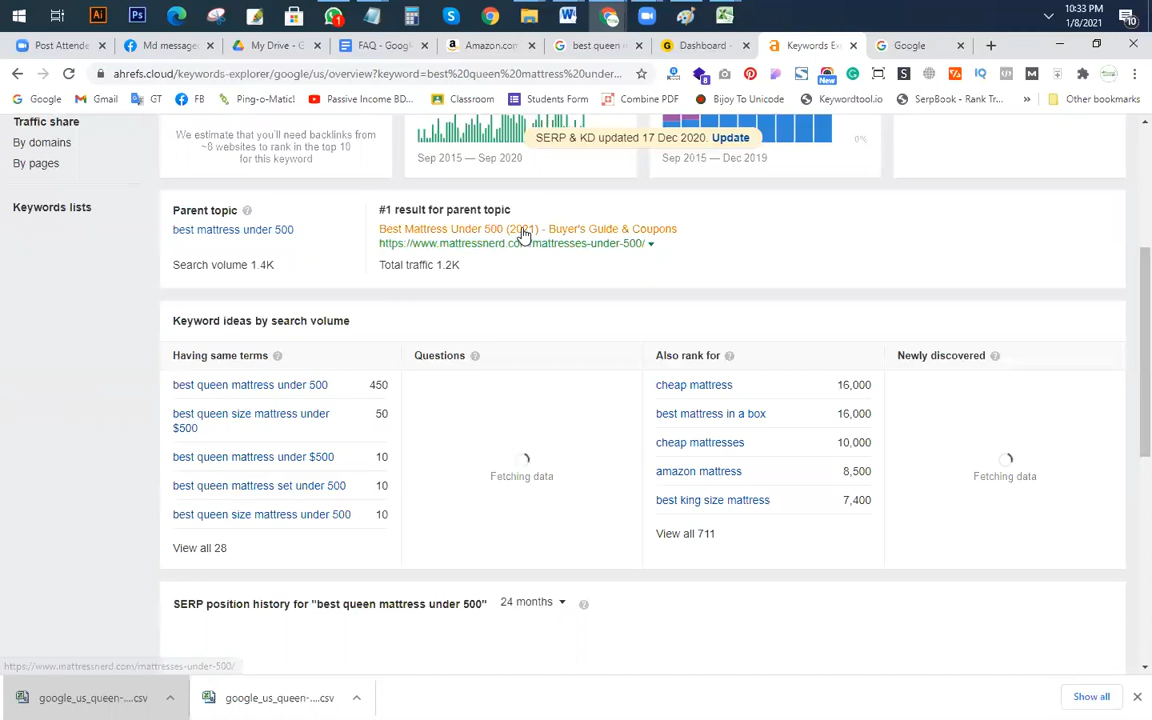 10:33 PM
1/8/2021
10
1
Post Attende
Md message
My Drive - G
FAQ - Googl
Amazon.com
best queen m
Dashboard -
Keywords Ex
Google
ahrefs.cloud/keywords-explorer/google/us/overview?keyword=best%20queen%20mattress%20under...
New
Google
Gmail
GT
FB
Ping-o-Matic!
Passive Income BD...
Classroom
Students Form
Combine PDF
Bijoy To Unicode
Keywordtool.io
SerpBook - Rank Tr...
Other bookmarks
Traffic share
By domains
By pages
Keywords lists
We estimate that you'll need backlinks from
~8 websites to rank in the top 10
for this keyword
SERP & KD updated 17 Dec 2020. Update
0%
Sep 2015 — Sep 2020
Sep 2015 — Dec 2019
Parent topic
best mattress under 500
Search volume 1.4K
#1 result for parent topic
Best Mattress Under 500 (2021) - Buyer's Guide & Coupons
https://www.mattressnerd.com/mattresses-under-500/
Total traffic 1.2K
Keyword ideas by search volume
Having same terms
best queen mattress under 500 450
best queen size mattress under
$500 50
best queen mattress under $500 10
best queen mattress set under 500 10
best queen size mattress under 500 10
View all 28
Questions
Fetching data
Also rank for
cheap mattress 16,000
best mattress in a box 16,000
cheap mattresses 10,000
amazon mattress 8,500
best king size mattress 7,400
View all 711
Newly discovered
Fetching data
SERP position history for "best queen mattress under 500" 24 months
https://www.mattressnerd.com/mattresses-under-500/
google_us_queen-....csv
google_us_queen-....csv
Show all